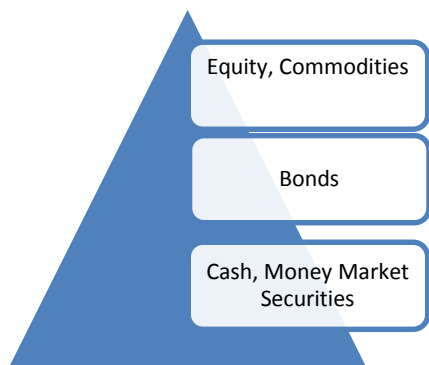 Equity, Commodities
Bonds
Cash, Money Market
Securities